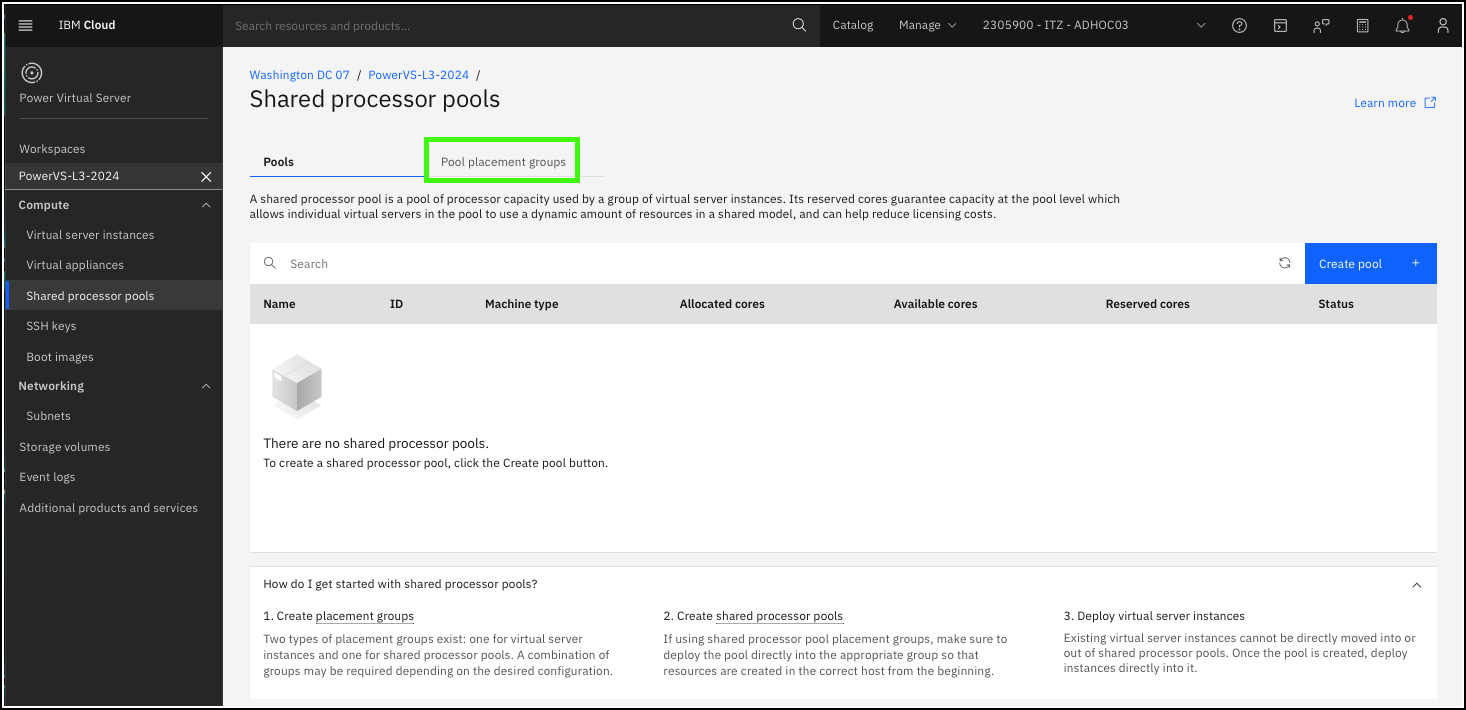 IBM Cloud
Search resources and products...
Catalog
Manage
2305900 - ITZ - ADHOC03
Power Virtual Server
Workspaces
PowerVS-L3-2024
Compute
Virtual server instances
Virtual appliances
Shared processor pools
SSH keys
Boot images
Networking
Subnets
Storage volumes
Event logs
Additional products and services
Washington DC 07 / PowerVS-L3-2024 /
Shared processor pools
Learn more
Pools
Pool placement groups
A shared processor pool is a pool of processor capacity used by a group of virtual server instances. Its reserved cores guarantee capacity at the pool level which
allows individual virtual servers in the pool to use a dynamic amount of resources in a shared model, and can help reduce licensing costs.
Search
Create pool +
Name ID Machine type Allocated cores Available cores Reserved cores Status
There are no shared processor pools.
To create a shared processor pool, click the Create pool button.
How do I get started with shared processor pools?
1. Create placement groups
Two types of placement groups exist: one for virtual server
instances and one for shared processor pools. A combination of
groups may be required depending on the desired configuration.
2. Create shared processor pools
If using shared processor pool placement groups, make sure to
deploy the pool directly into the appropriate group so that
resources are created in the correct host from the beginning.
3. Deploy virtual server instances
Existing virtual server instances cannot be directly moved into or
out of shared processor pools. Once the pool is created, deploy
instances directly into it.